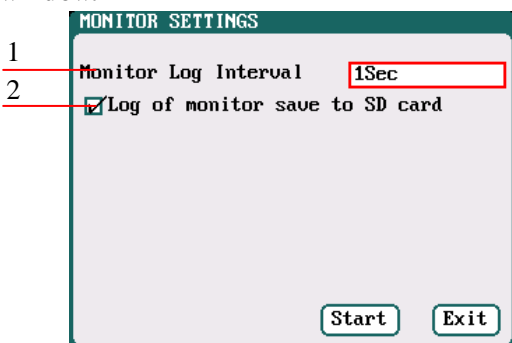 MONITOR SETTINGS
1
Monitor Log Interval 1Sec
2
Log of monitor save to SD card
Start Exit